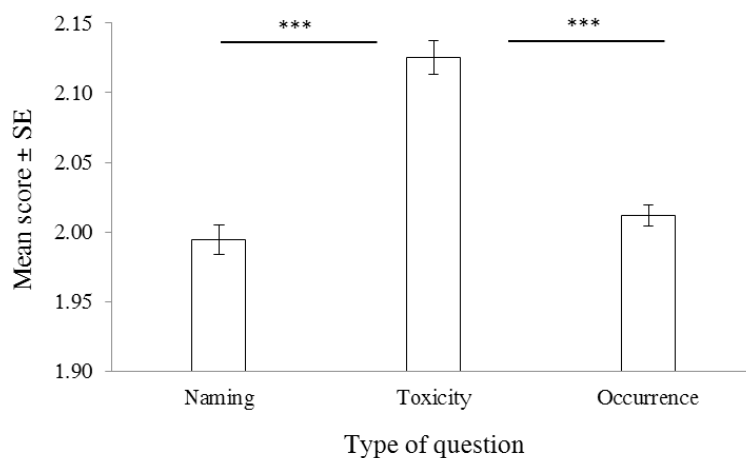 2.15
***
***
2.10
2.05
2.00
1.95
1.90
Mean score ± SE
Naming
Toxicity
Occurrence
Type of question